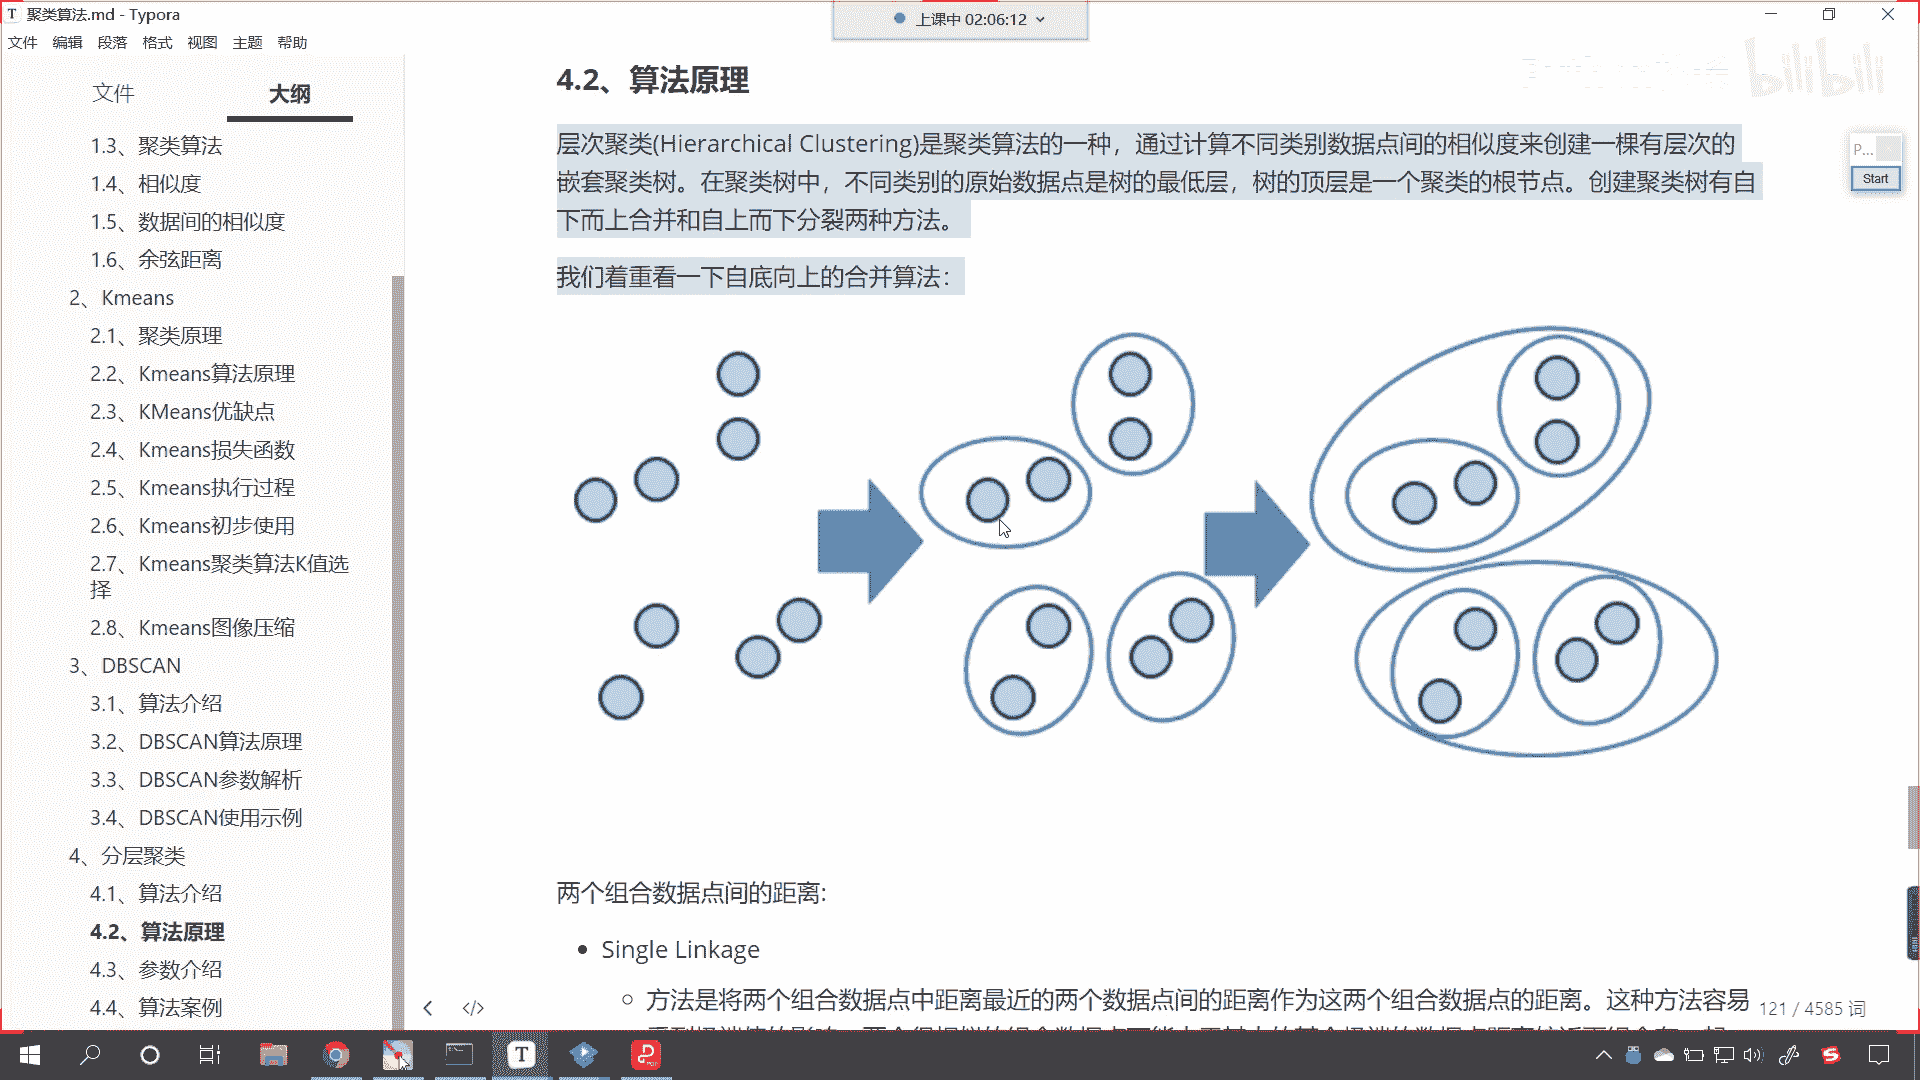 聚类算法.md - Typora
上课中 02:06:12
文件 编辑 段落 格式 视图 主题 帮助
文件 大纲
1.3、聚类算法
1.4、相似度
1.5、数据间的相似度
1.6、余弦距离
2、Kmeans
2.1、聚类原理
2.2、Kmeans算法原理
2.3、KMeans优缺点
2.4、Kmeans损失函数
2.5、Kmeans执行过程
2.6、Kmeans初步使用
2.7、Kmeans聚类算法K值选
择
2.8、Kmeans图像压缩
3、DBSCAN
3.1、算法介绍
3.2、DBSCAN算法原理
3.3、DBSCAN参数解析
3.4、DBSCAN使用示例
4、分层聚类
4.1、算法介绍
4.2、算法原理
4.3、参数介绍
4.4、算法案例
4.2、算法原理
层次聚类(Hierarchical Clustering)是聚类算法的一种，通过计算不同类别数据点间的相似度来创建一棵有层次的
嵌套聚类树。在聚类树中，不同类别的原始数据点是树的最低层，树的顶层是一个聚类的根节点。创建聚类树有自
下而上合并和自上而下分裂两种方法。
我们着重看一下自底向上的合并算法：
两个组合数据点间的距离:
Single Linkage
方法是将两个组合数据点中距离最近的两个数据点间的距离作为这两个组合数据点的距离。这种方法容易
121 / 4585 词
bilibili
P...
Start